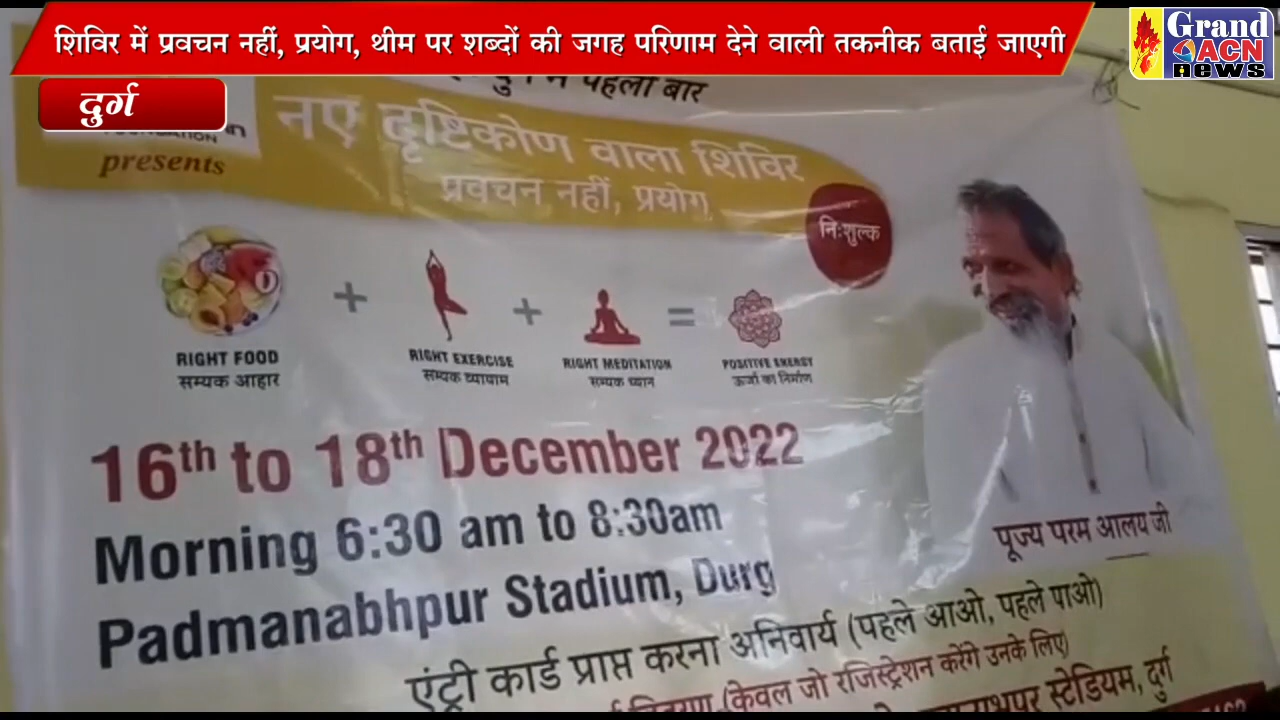 शिविर में प्रवचन नहीं, प्रयोग, थीम पर शब्दों की जगह परिणाम देने वाली तकनीक बताई जाएगी
Grand
ACN
news
दुर्ग
पहली बार
FOUNDATION
presents
नए दृष्टिकोण वाला शिविर
प्रवचन नहीं, प्रयोग
निःशुल्क
RIGHT FOOD
सम्यक आहार
+
RIGHT EXERCISE
सम्यक व्यायाम
+
RIGHT MEDITATION
सम्यक ध्यान
=
POSITIVE ENERGY
ऊर्जा का निर्माण
16th to 18th December 2022
Morning 6:30 am to 8:30am
Padmanabhpur Stadium, Durg
पूज्य परम आलय जी
एंट्री कार्ड प्राप्त करना अनिवार्य (पहले आओ, पहले पाओ)
(केवल जो रजिस्ट्रेशन करेंगे उनके लिए)
स्टेडियम, दुर्ग